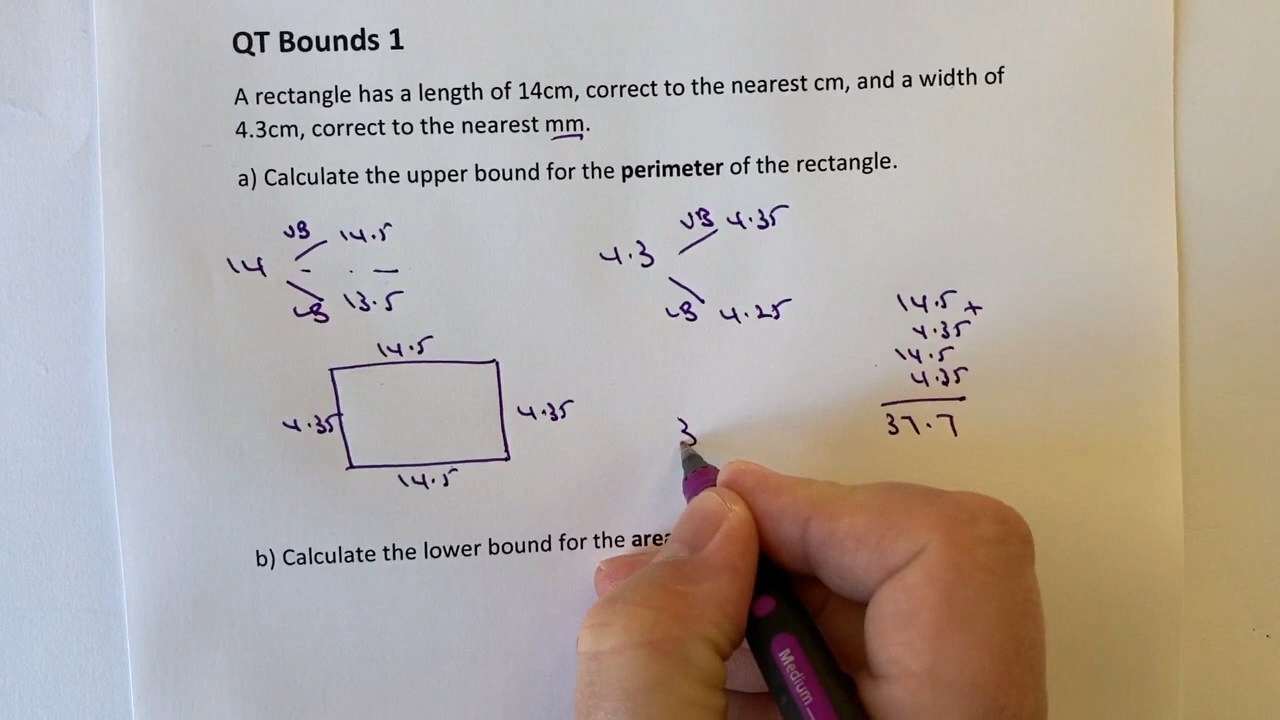 QT Bounds 1
A rectangle has a length of 14cm, correct to the nearest cm, and a width of
4.3cm, correct to the nearest mm.
a) Calculate the upper bound for the perimeter of the rectangle.
UB 14.5
14
LB 13.5
UB 4.35
4.3
LB 4.25
14.5 +
4.35
14.5
4.35
37.7
14.5
4.35
4.35
14.5
3
b) Calculate the lower bound for the
Medium